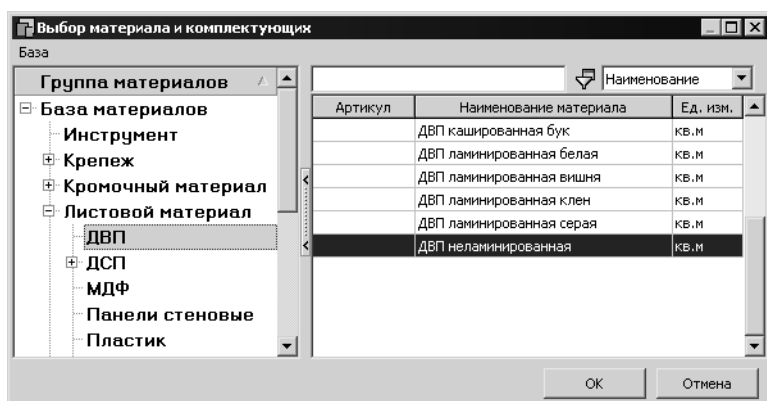 Выбор материала и комплектующих
База
Группа материалов
База материалов
Инструмент
Крепеж
Кромочный материал
Листовой материал
ДВП
ДСП
МДФ
Панели стеновые
Пластик
Наименование
Артикул Наименование материала Ед. изм.
ДВП кашированная бук кв.м
ДВП ламинированная белая кв.м
ДВП ламинированная вишня кв.м
ДВП ламинированная клен кв.м
ДВП ламинированная серая кв.м
ДВП неламинированная кв.м
OK Отмена